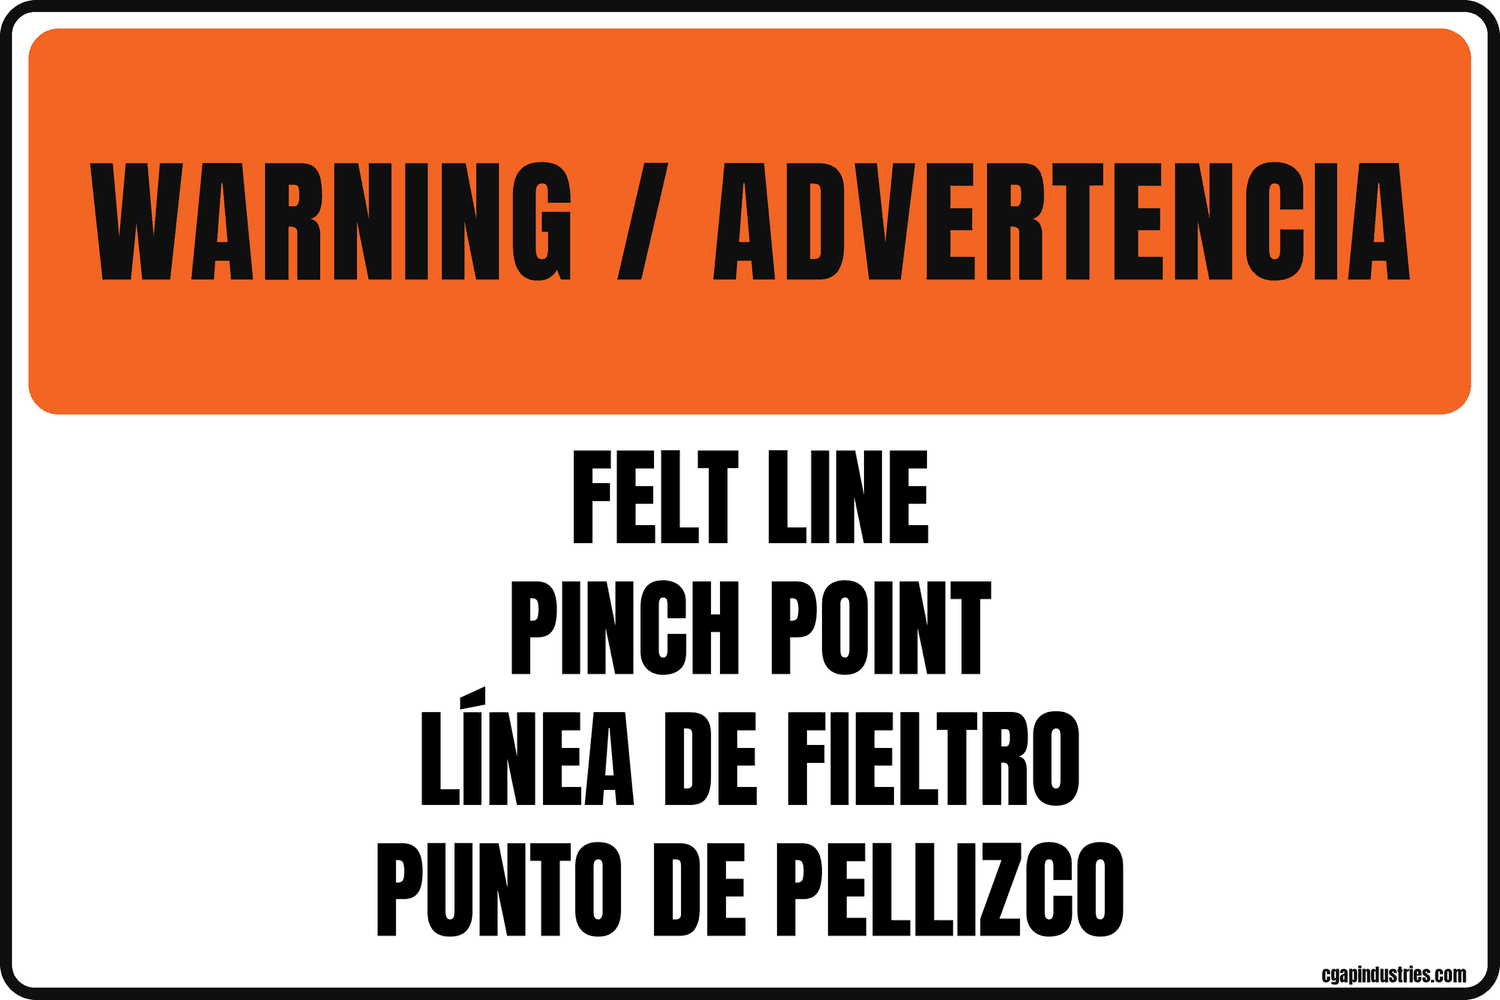 WARNING / ADVERTENCIA
FELT LINE
PINCH POINT
LÍNEA DE FIELTRO
PUNTO DE PELLIZCO
cgapindustries.com